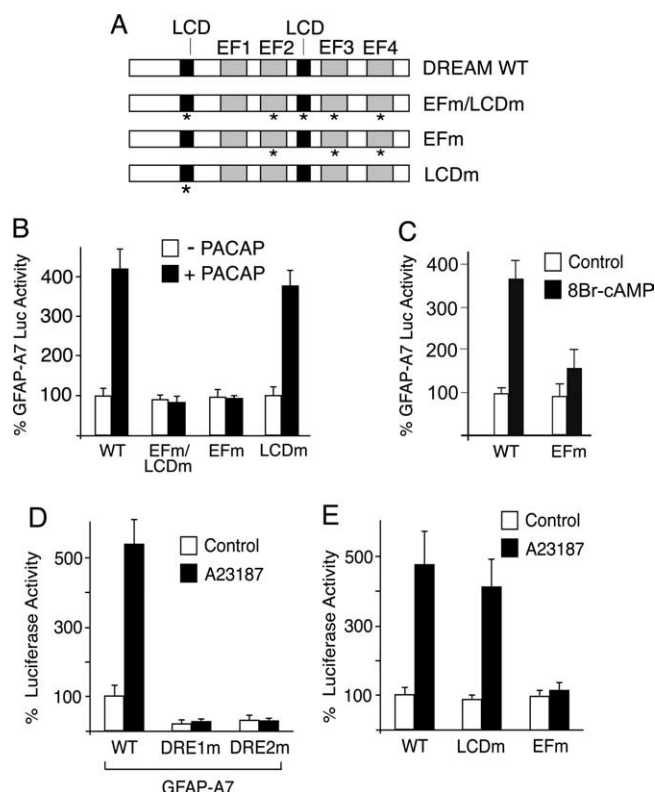 A
LCD LCD
EF1 EF2 EF3 EF4
DREAM WT
EFm/LCDm
* * * * *
EFm
* * *
LCDm
*
B
- PACAP
+ PACAP
% GFAP-A7 Luc Activity
400
300
200
100
WT EFm/LCDm EFm LCDm
C
Control
8Br-cAMP
% GFAP-A7 Luc Activity
400
300
200
100
WT EFm
D
Control
A23187
% Luciferase Activity
500
300
100
WT DRE1m DRE2m
GFAP-A7
E
Control
A23187
% Luciferase Activity
500
300
100
WT LCDm EFm